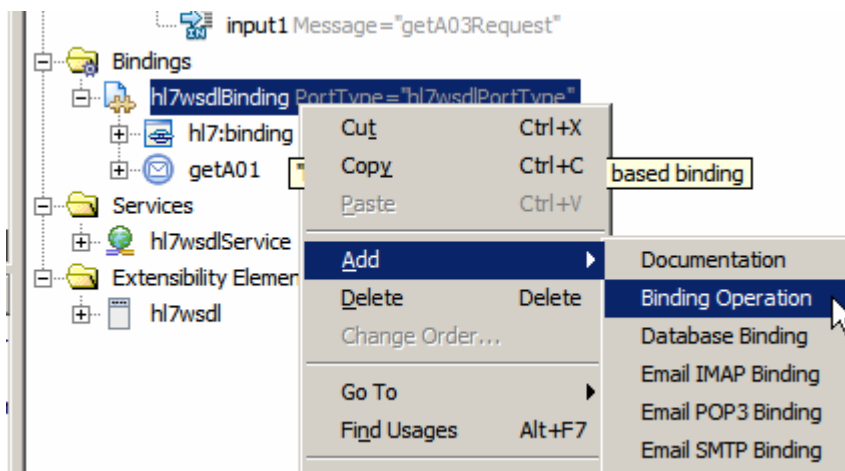 input1 Message="getA03Request"
Bindings
hl7wsdlBinding PortType="hl7wsdlPortType"
hl7:binding
getA01
based binding
Services
hl7wsdlService
Extensibility Elemen
hl7wsdl
Cut Ctrl+X
Copy Ctrl+C
Paste Ctrl+V
Add
Delete Delete
Change Order...
Go To
Find Usages Alt+F7
Documentation
Binding Operation
Database Binding
Email IMAP Binding
Email POP3 Binding
Email SMTP Binding